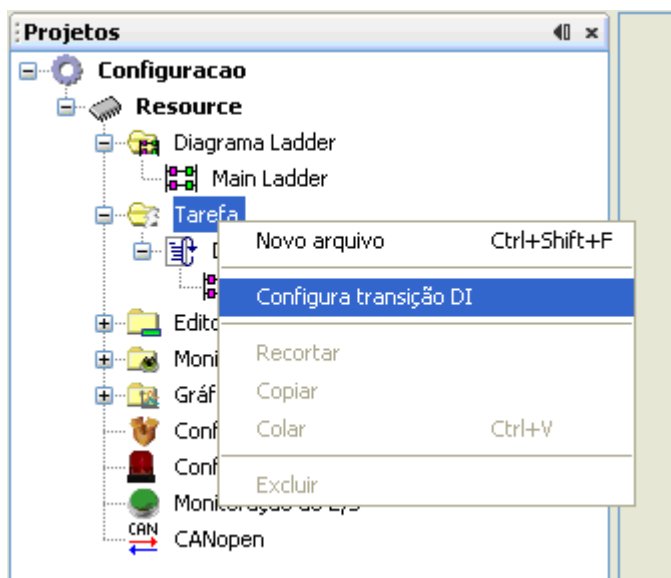 Projetos
Configuracao
Resource
Diagrama Ladder
Main Ladder
Tarefa
Novo arquivo Ctrl+Shift+F
Configura transição DI
Recortar
Copiar
Colar Ctrl+V
Excluir
CAN
CANopen